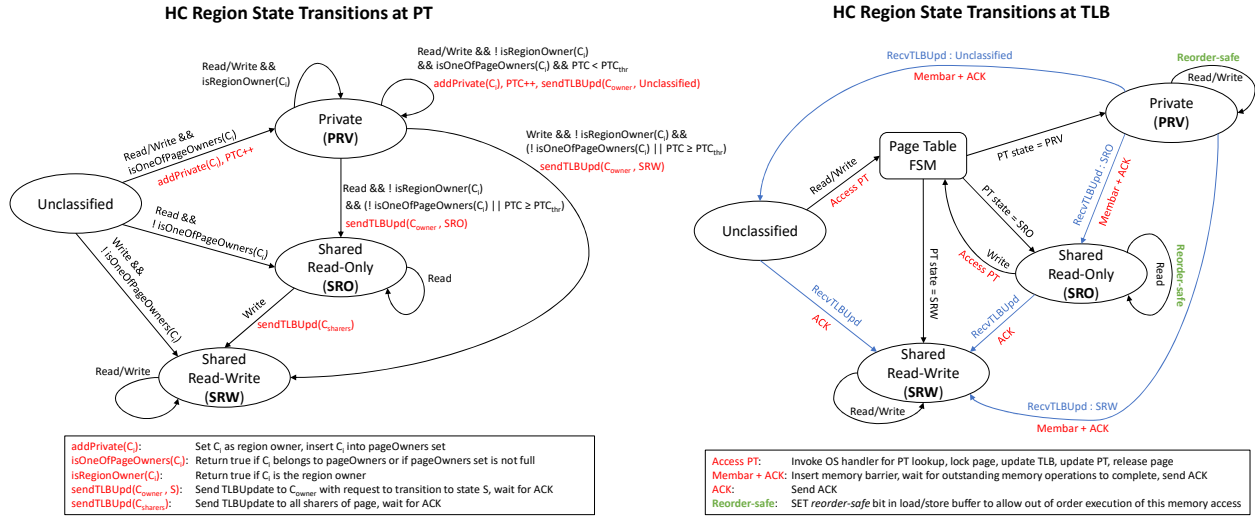 HC Region State Transitions at PT
Read/Write &&
isRegionOwner(Ci)
Read/Write && ! isRegionOwner(Ci)
&& isOneOfPageOwners(Ci) && PTC < PTCthr
addPrivate(Ci), PTC++, sendTLBUpd(Cowner, Unclassified)
Private
(PRV)
Read/Write &&
isOneOfPageOwners(Ci)
addPrivate(Ci), PTC++
Write && ! isRegionOwner(Ci) &&
(! isOneOfPageOwners(Ci) || PTC ≥ PTCthr)
sendTLBUpd(Cowner , SRW)
Unclassified
Read && ! isRegionOwner(Ci)
&& (! isOneOfPageOwners(Ci) || PTC ≥ PTCthr)
sendTLBUpd(Cowner , SRO)
Read &&
! isOneOfPageOwners(Ci)
Write &&
! isOneOfPageOwners(Ci)
Shared
Read-Only
(SRO)
Read
Write
sendTLBUpd(Csharers)
Shared
Read-Write
(SRW)
Read/Write
addPrivate(Ci): Set Ci as region owner, insert Ci into pageOwners set
isOneOfPageOwners(Ci): Return true if Ci belongs to pageOwners or if pageOwners set is not full
isRegionOwner(Ci): Return true if Ci is the region owner
sendTLBUpd(Cowner , S): Send TLBUpdate to Cowner with request to transition to state S, wait for ACK
sendTLBUpd(Csharers): Send TLBUpdate to all sharers of page, wait for ACK
HC Region State Transitions at TLB
RecvTLBUpd : Unclassified
Membar + ACK
Reorder-safe
Read/Write
Private
(PRV)
Page Table
FSM
PT state = PRV
Read/Write
Access PT
Unclassified
RecvTLBUpd : SRO
Membar + ACK
PT state = SRO
Write
Access PT
PT state = SRW
Shared
Read-Only
(SRO)
Read
Reorder-safe
RecvTLBUpd
ACK
RecvTLBUpd
ACK
Shared
Read-Write
(SRW)
Read/Write
RecvTLBUpd : SRW
Membar + ACK
Access PT: Invoke OS handler for PT lookup, lock page, update TLB, update PT, release page
Membar + ACK: Insert memory barrier, wait for outstanding memory operations to complete, send ACK
ACK: Send ACK
Reorder-safe: SET reorder-safe bit in load/store buffer to allow out of order execution of this memory access